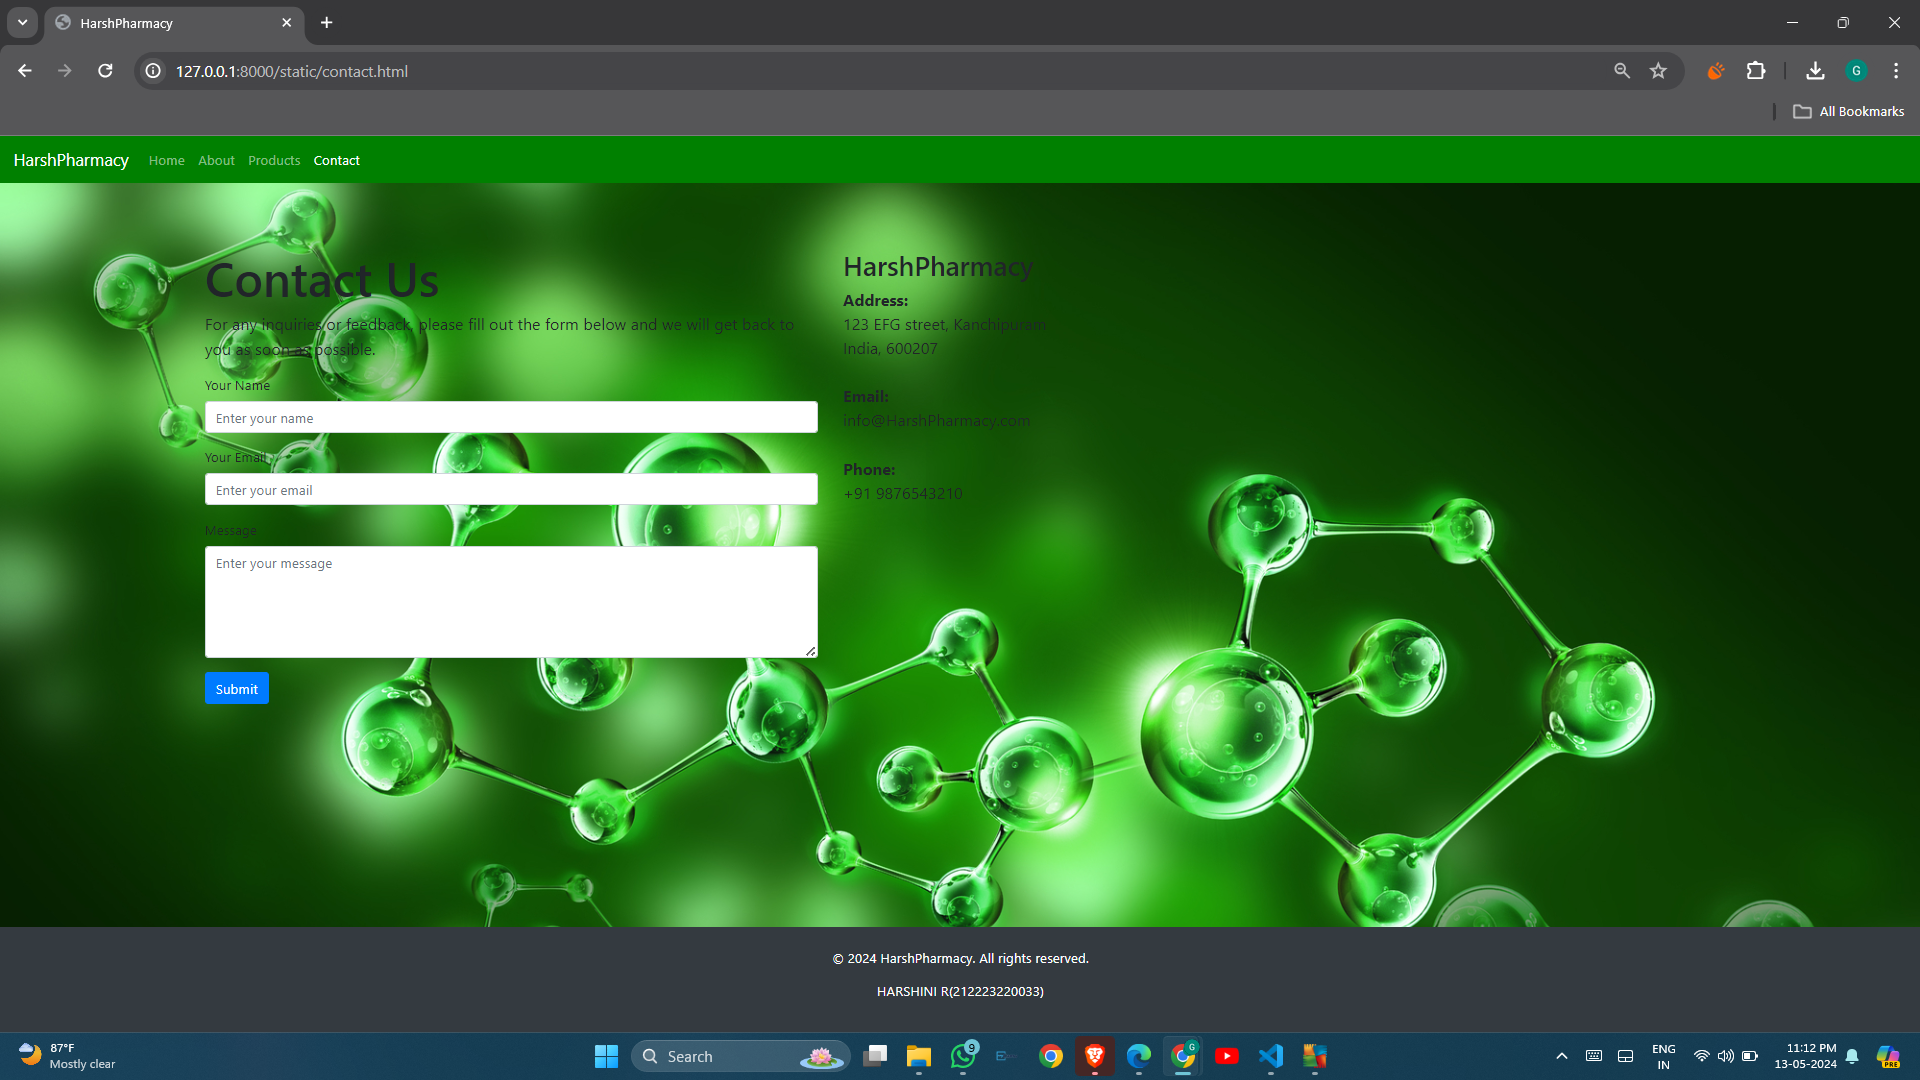 HarshPharmacy
127.0.0.1:8000/static/contact.html
G
All Bookmarks
HarshPharmacy Home About Products Contact
Contact Us
For any inquiries or feedback, please fill out the form below and we will get back to
you as soon as possible.
Your Name
Enter your name
Your Email
Enter your email
Message
Enter your message
Submit
HarshPharmacy
Address:
123 EFG street, Kanchipuram
India, 600207
Email:
info@HarshPharmacy.com
Phone:
+91 9876543210
© 2024 HarshPharmacy. All rights reserved.
HARSHINI R(212223220033)
87°F
Mostly clear
Search
9
G
ENG
IN
11:12 PM
13-05-2024
PRE